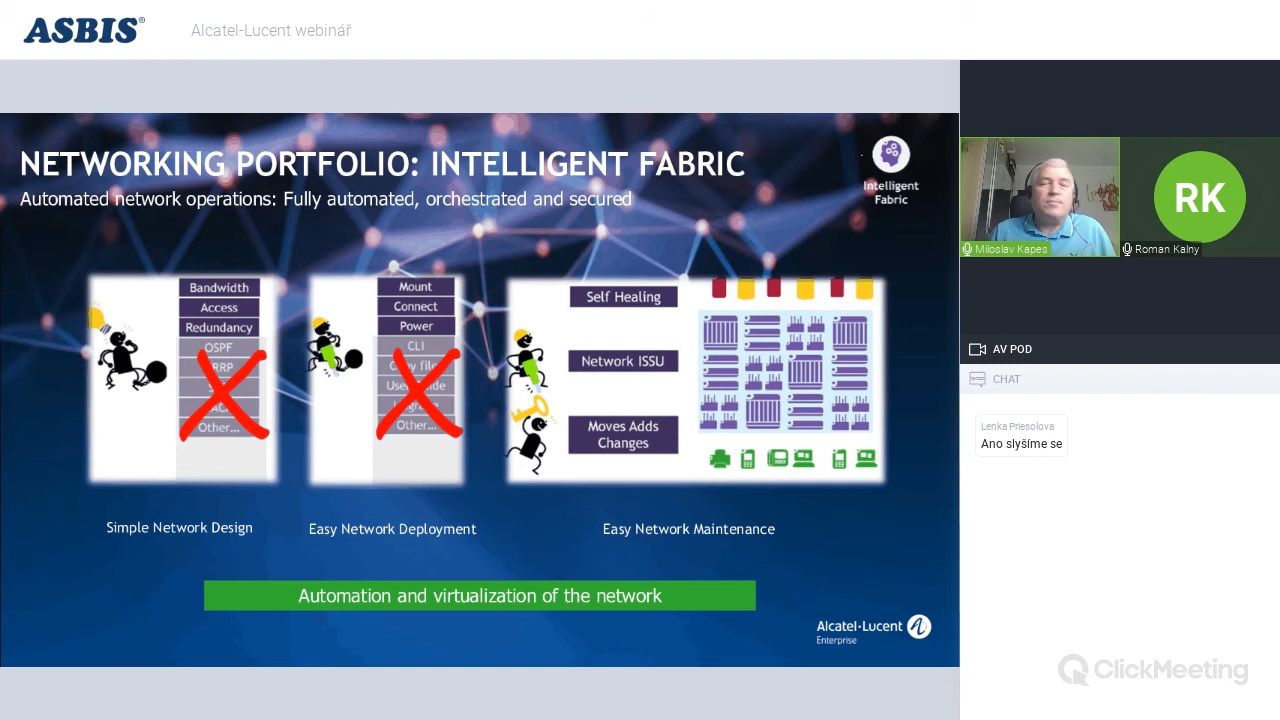 ASBIS®
Alcatel-Lucent webinář
NETWORKING PORTFOLIO: INTELLIGENT FABRIC
Automated network operations: Fully automated, orchestrated and secured
Intelligent
Fabric
Bandwidth
Access
Redundancy
OSPF
Other...
Mount
Connect
Power
CLI
Other...
Self Healing
Network ISSU
Moves Adds
Changes
Simple Network Design
Easy Network Deployment
Easy Network Maintenance
Automation and virtualization of the network
Alcatel·Lucent
Enterprise
RK
Miloslav Kapes
Roman Kalny
AV POD
CHAT
Lenka Priesolova
Ano slyšíme se
ClickMeeting